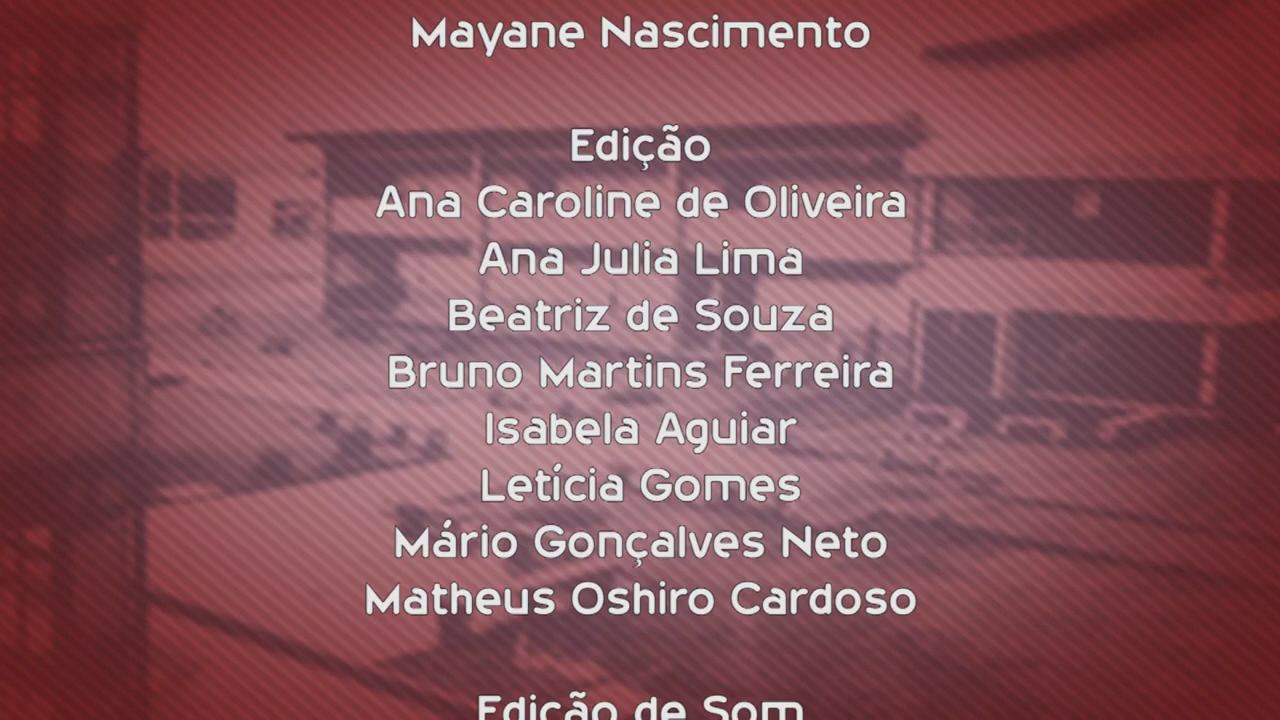 Mayane Nascimento
Edição
Ana Caroline de Oliveira
Ana Julia Lima
Beatriz de Souza
Bruno Martins Ferreira
Isabela Aguiar
Letícia Gomes
Mário Gonçalves Neto
Matheus Oshiro Cardoso
Edição de Som